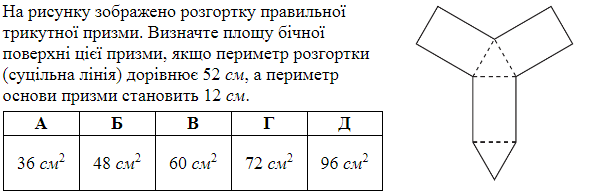 На рисунку зображено розгортку правильної
трикутної призми. Визначте площу бічної
поверхні цієї призми, якщо периметр розгортки
(суцільна лінія) дорівнює 52 см, а периметр
основи призми становить 12 см.
А Б В Г Д
36 см² 48 см² 60 см² 72 см² 96 см²